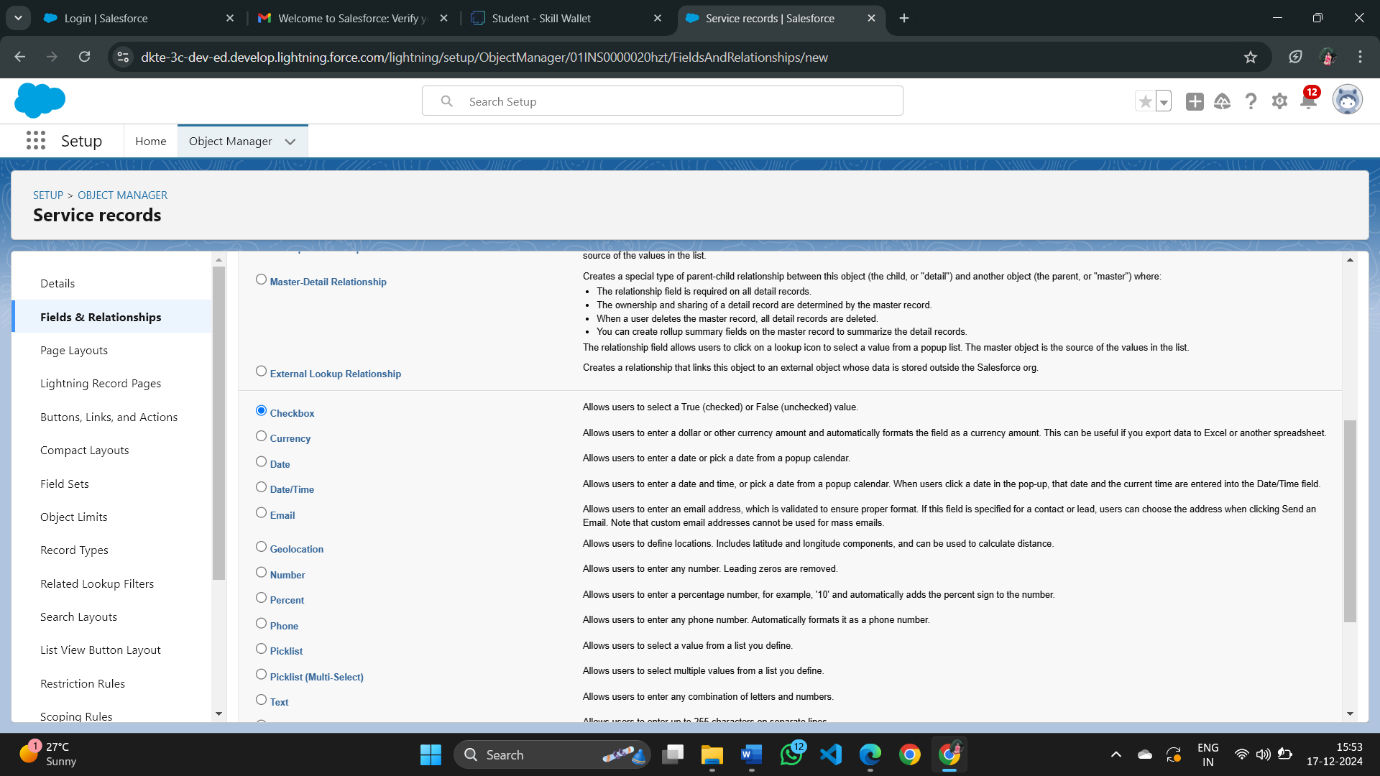 Login | Salesforce
Welcome to Salesforce: Verify y
Student - Skill Wallet
Service records | Salesforce
dkte-3c-dev-ed.develop.lightning.force.com/lightning/setup/ObjectManager/01INS0000020hzt/FieldsAndRelationships/new
Search Setup
12
Setup
Home
Object Manager
SETUP > OBJECT MANAGER
Service records
Details
Fields & Relationships
Page Layouts
Lightning Record Pages
Buttons, Links, and Actions
Compact Layouts
Field Sets
Object Limits
Record Types
Related Lookup Filters
Search Layouts
List View Button Layout
Restriction Rules
Scoping Rules
source of the values in the list.
Master-Detail Relationship
Creates a special type of parent-child relationship between this object (the child, or "detail") and another object (the parent, or "master") where:
• The relationship field is required on all detail records.
• The ownership and sharing of a detail record are determined by the master record.
• When a user deletes the master record, all detail records are deleted.
• You can create rollup summary fields on the master record to summarize the detail records.
The relationship field allows users to click on a lookup icon to select a value from a popup list. The master object is the source of the values in the list.
External Lookup Relationship
Creates a relationship that links this object to an external object whose data is stored outside the Salesforce org.
Checkbox
Allows users to select a True (checked) or False (unchecked) value.
Currency
Allows users to enter a dollar or other currency amount and automatically formats the field as a currency amount. This can be useful if you export data to Excel or another spreadsheet.
Date
Allows users to enter a date or pick a date from a popup calendar.
Date/Time
Allows users to enter a date and time, or pick a date from a popup calendar. When users click a date in the pop-up, that date and the current time are entered into the Date/Time field.
Email
Allows users to enter an email address, which is validated to ensure proper format. If this field is specified for a contact or lead, users can choose the address when clicking Send an
Email. Note that custom email addresses cannot be used for mass emails.
Geolocation
Allows users to define locations. Includes latitude and longitude components, and can be used to calculate distance.
Number
Allows users to enter any number. Leading zeros are removed.
Percent
Allows users to enter a percentage number, for example, '10' and automatically adds the percent sign to the number.
Phone
Allows users to enter any phone number. Automatically formats it as a phone number.
Picklist
Allows users to select a value from a list you define.
Picklist (Multi-Select)
Allows users to select multiple values from a list you define.
Text
Allows users to enter any combination of letters and numbers.
Allows users to enter up to 255 characters on separate lines.
1
27°C
Sunny
Search
12
ENG
IN
15:53
17-12-2024